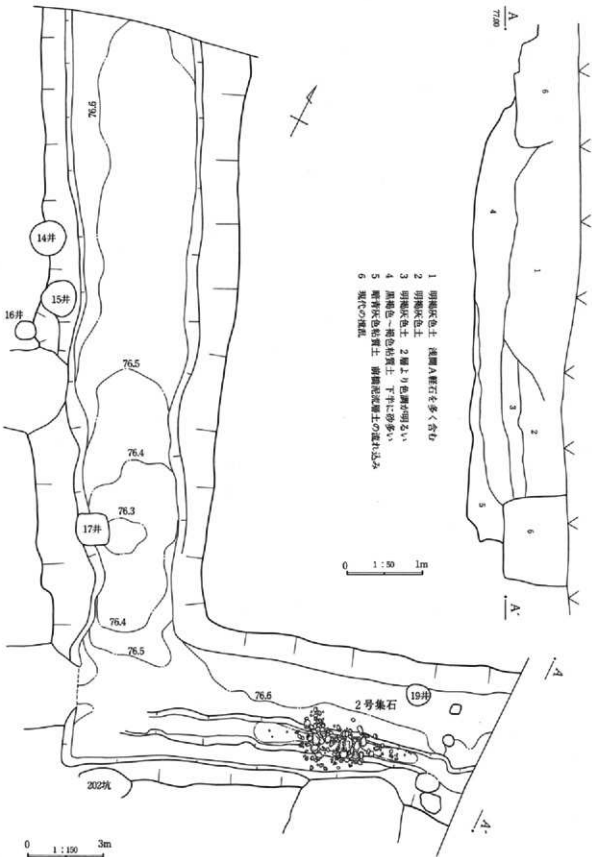 A
77.00
A'
6
1
4
3
2
5
6
1 明褐灰色土 浅間A軽石を多く含む
2 明褐灰色土
3 明褐灰色土 2層より色調が明るい
4 黒褐色～褐色粘質土 下半に砂多い
5 暗青灰色粘質土 前橋泥流層土の流れ込み
6 現代の攪乱
0 1:50 1m
76.6
14井
15井
16井
76.5
76.4
76.3
17井
76.4
76.5
76.6
19井
2号集石
A
A'
202坑
0 1:150 3m